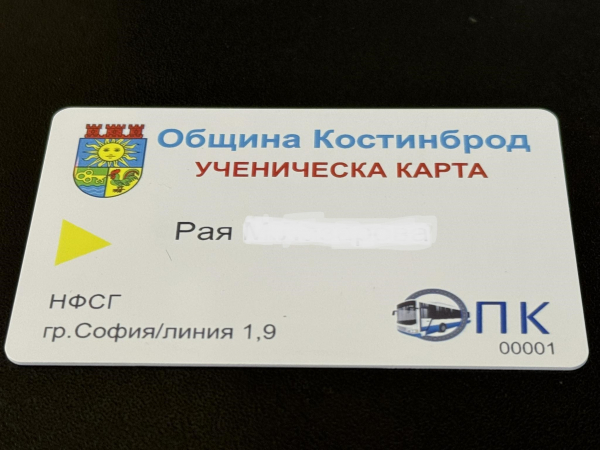 Община Костинброд
УЧЕНИЧЕСКА КАРТА
Рая
НФСГ
гр.София/линия 1,9
ПК
00001